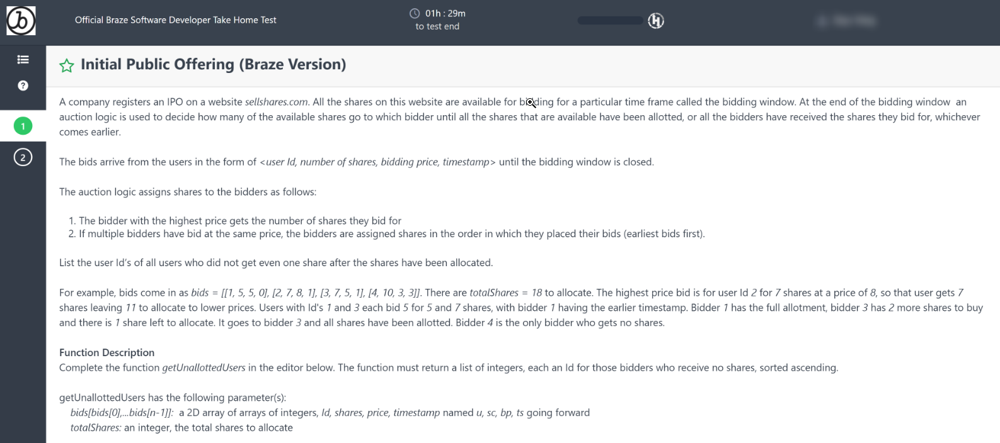 Official Braze Software Developer Take Home Test
01h : 29m
to test end
Initial Public Offering (Braze Version)
A company registers an IPO on a website sellshares.com. All the shares on this website are available for bidding for a particular time frame called the bidding window. At the end of the bidding window an
auction logic is used to decide how many of the available shares go to which bidder until all the shares that are available have been allotted, or all the bidders have received the shares they bid for, whichever
comes earlier.
The bids arrive from the users in the form of <user Id, number of shares, bidding price, timestamp> until the bidding window is closed.
The auction logic assigns shares to the bidders as follows:
1. The bidder with the highest price gets the number of shares they bid for
2. If multiple bidders have bid at the same price, the bidders are assigned shares in the order in which they placed their bids (earliest bids first).
List the user Id's of all users who did not get even one share after the shares have been allocated.
For example, bids come in as bids = [[1, 5, 5, 0], [2, 7, 8, 1], [3, 7, 5, 1], [4, 10, 3, 3]]. There are totalShares = 18 to allocate. The highest price bid is for user Id 2 for 7 shares at a price of 8, so that user gets 7
shares leaving 11 to allocate to lower prices. Users with Id's 1 and 3 each bid 5 for 5 and 7 shares, with bidder 1 having the earlier timestamp. Bidder 1 has the full allotment, bidder 3 has 2 more shares to buy
and there is 1 share left to allocate. It goes to bidder 3 and all shares have been allotted. Bidder 4 is the only bidder who gets no shares.
Function Description
Complete the function getUnallottedUsers in the editor below. The function must return a list of integers, each an Id for those bidders who receive no shares, sorted ascending.
getUnallottedUsers has the following parameter(s):
bids[bids[0],...bids[n-1]]: a 2D array of arrays of integers, Id, shares, price, timestamp named u, sc, bp, ts going forward
totalShares: an integer, the total shares to allocate
1
2